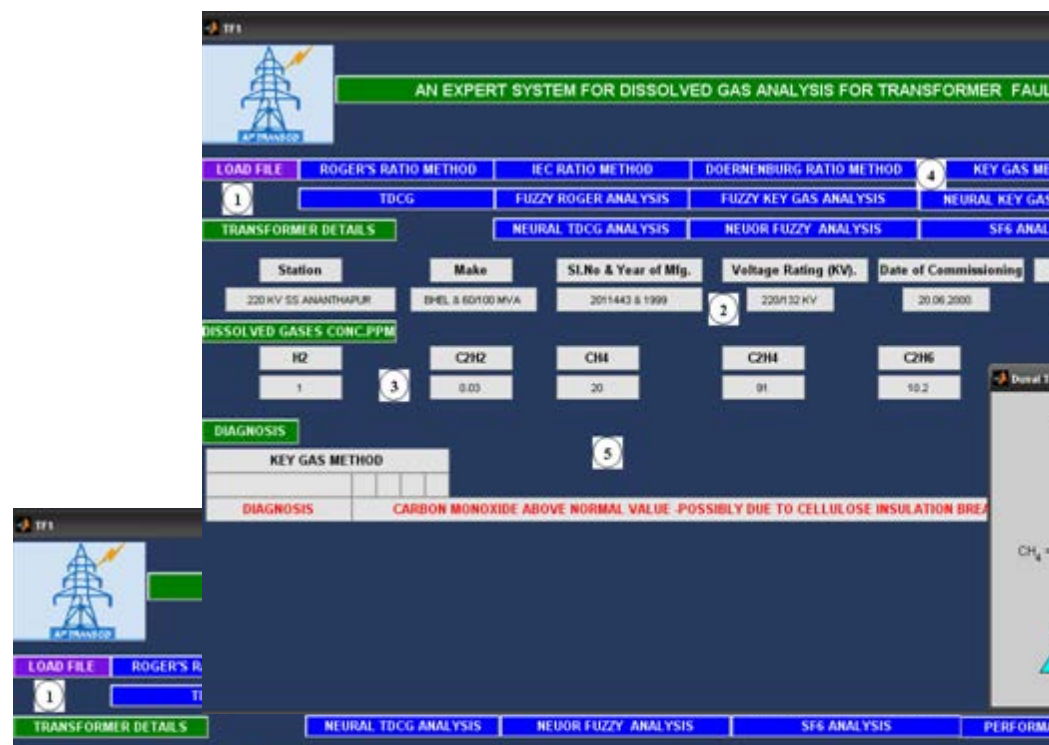 TF1
AN EXPERT SYSTEM FOR DISSOLVED GAS ANALYSIS FOR TRANSFORMER FAUL
AP TRANSCO
LOAD FILE ROGER'S RATIO METHOD IEC RATIO METHOD DOERNENBURG RATIO METHOD 4 KEY GAS ME
1 TDCG FUZZY ROGER ANALYSIS FUZZY KEY GAS ANALYSIS NEURAL KEY GAS
TRANSFORMER DETAILS NEURAL TDCG ANALYSIS NEUOR FUZZY ANALYSIS SF6 ANAL
Station Make Sl.No & Year of Mfg. Voltage Rating (KV). Date of Commissioning
220 KV SS ANANTHAPUR BHEL & 60/100 MVA 2011443 & 1999 2 220/132 KV 20.06.2000
DISSOLVED GASES CONC.PPM
H2 C2H2 CH4 C2H4 C2H6
1 3 0.03 20 91 10.2
Duval T
DIAGNOSIS
KEY GAS METHOD 5
DIAGNOSIS CARBON MONOXIDE ABOVE NORMAL VALUE -POSSIBLY DUE TO CELLULOSE INSULATION BREA
CH4 =
TF1
AP TRANSCO
LOAD FILE ROGER'S R
1 T
TRANSFORMER DETAILS NEURAL TDCG ANALYSIS NEUOR FUZZY ANALYSIS SF6 ANALYSIS PERFORMA